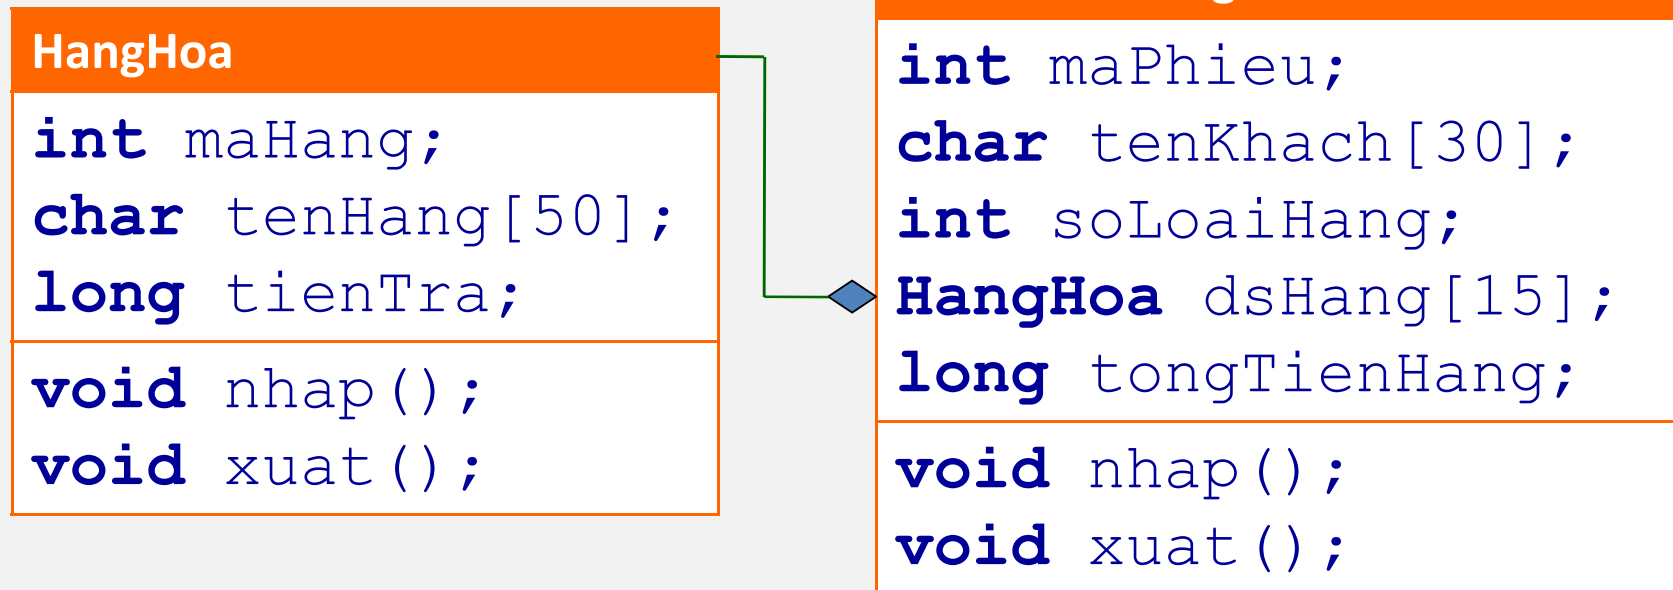 HangHoa
int maHang;
char tenHang[50];
long tienTra;
void nhap();
void xuat();
int maPhieu;
char tenKhach[30];
int soLoaiHang;
HangHoa dsHang[15];
long tongTienHang;
void nhap();
void xuat();